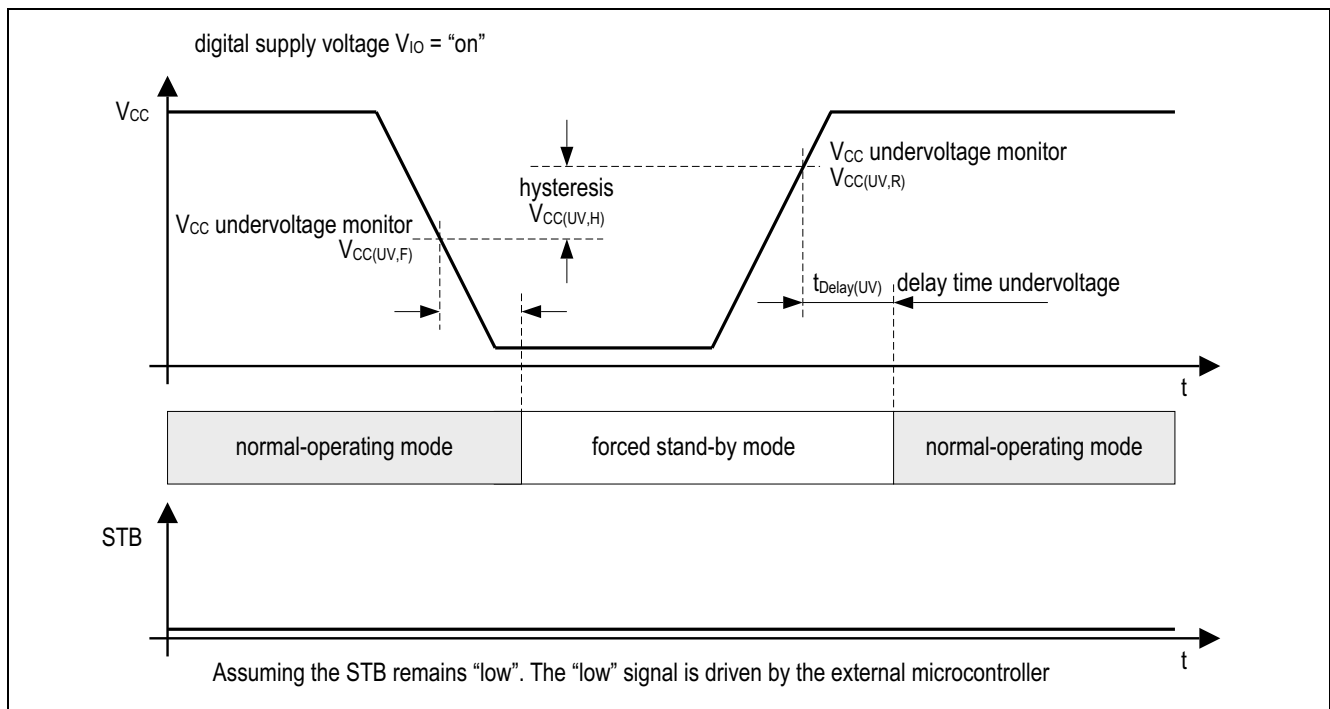 digital supply voltage VIO = “on”
VCC
VCC undervoltage monitor
VCC(UV,R)
hysteresis
VCC(UV,H)
VCC undervoltage monitor
VCC(UV,F)
tDelay(UV) delay time undervoltage
t
normal-operating mode forced stand-by mode normal-operating mode
STB
t
Assuming the STB remains “low”. The “low” signal is driven by the external microcontroller